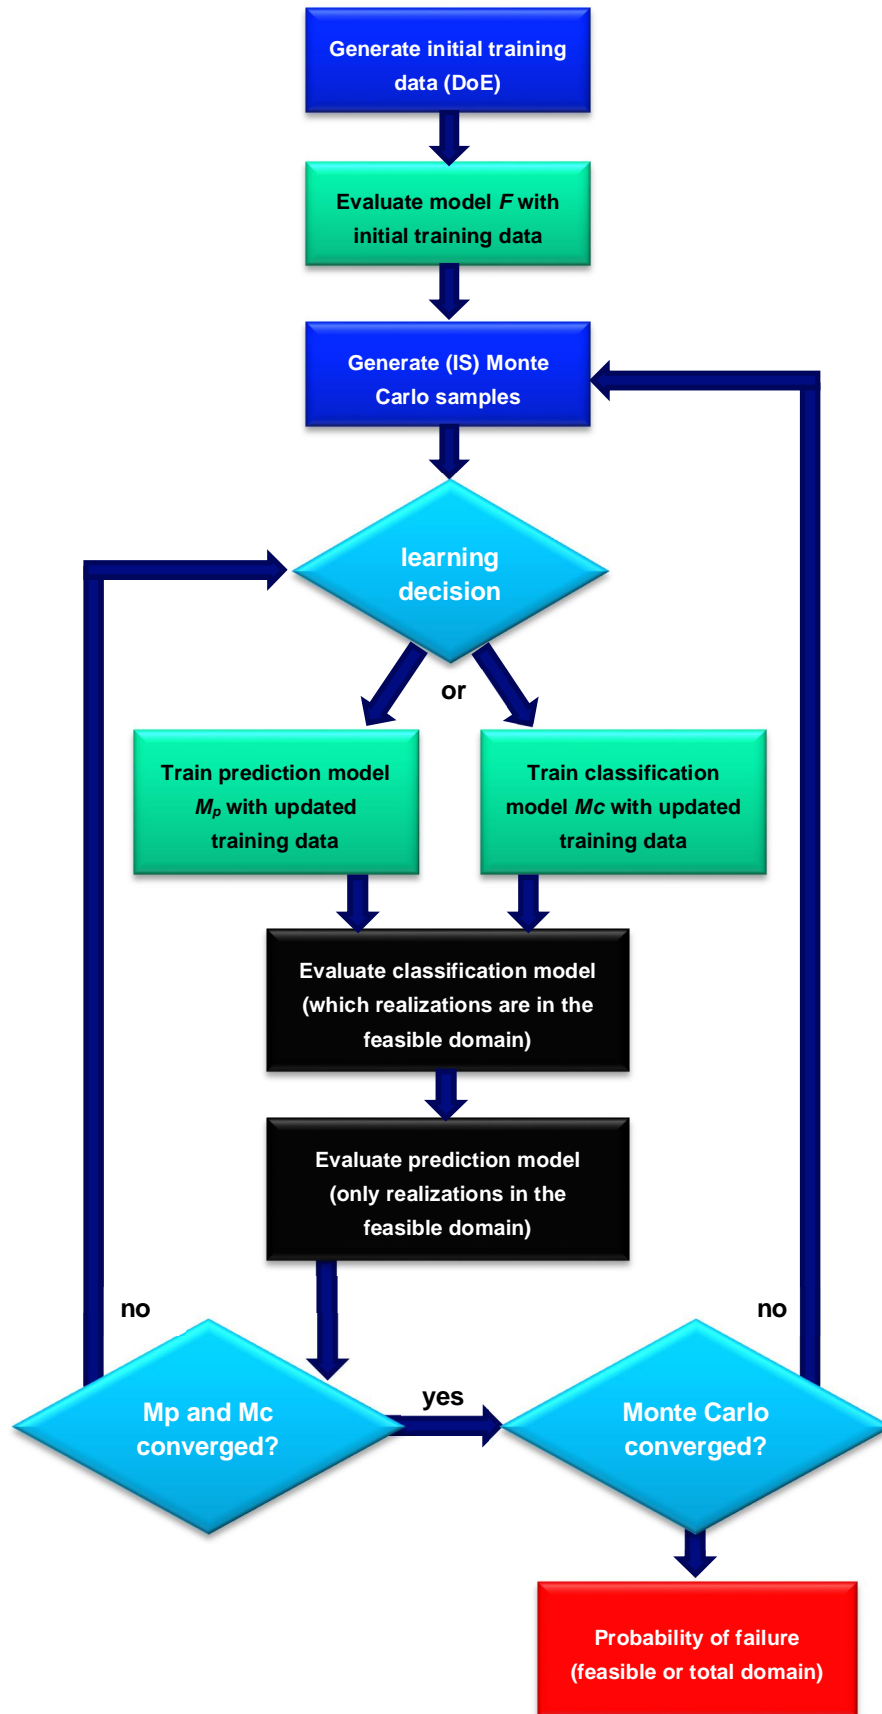 Generate initial training
data (DoE)
Evaluate model F with
initial training data
Generate (IS) Monte
Carlo samples
learning
decision
or
Train prediction model
Mp with updated
training data
Train classification
model Mc with updated
training data
Evaluate classification model
(which realizations are in the
feasible domain)
Evaluate prediction model
(only realizations in the
feasible domain)
no
no
Mp and Mc
converged?
yes
Monte Carlo
converged?
Probability of failure
(feasible or total domain)